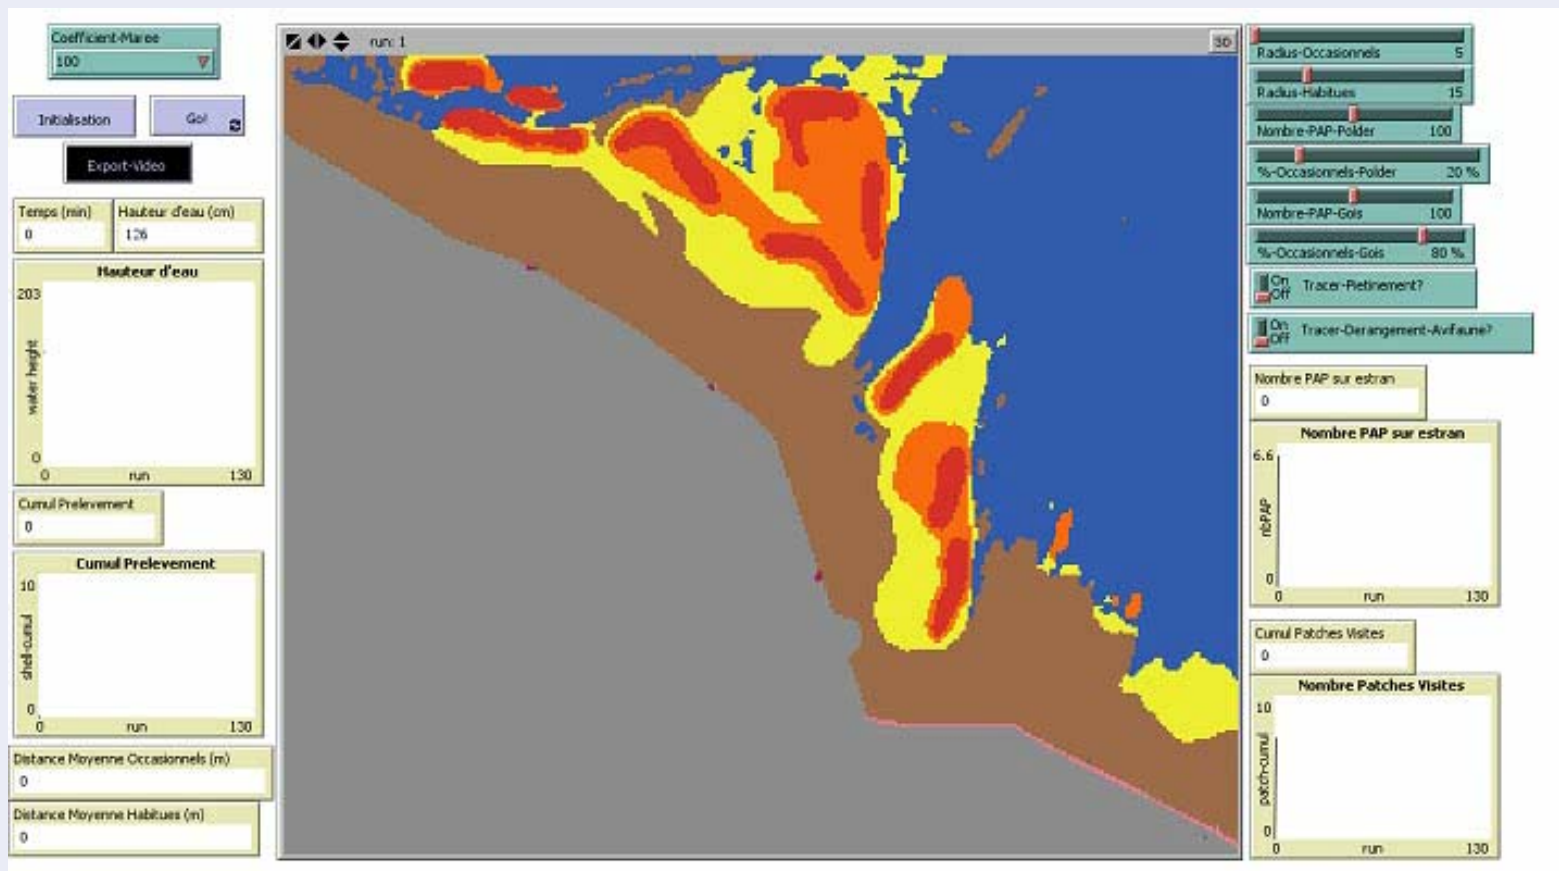 Coefficient-Maree
100
Initialisation
Go!
Export-Video
Temps (min)
0
Hauteur d'eau (cm)
126
Hauteur d'eau
203
water height
0
0 run 130
Cumul Prelevement
0
Cumul Prelevement
10
shell-cumul
0
0 run 130
Distance Moyenne Occasionnels (m)
0
Distance Moyenne Habitues (m)
0
run: 1
3D
Radius-Occasionnels 5
Radius-Habitues 15
Nombre-PAP-Polder 100
%-Occasionnels-Polder 20 %
Nombre-PAP-Gois 100
%-Occasionnels-Gois 80 %
On
Off
Tracer-Pietinement?
On
Off
Tracer-Derangement-Avifaune?
Nombre PAP sur estran
0
Nombre PAP sur estran
6.6
nbPAP
0
0 run 130
Cumul Patches Visites
0
Nombre Patches Visites
10
patch-cumul
0
0 run 130